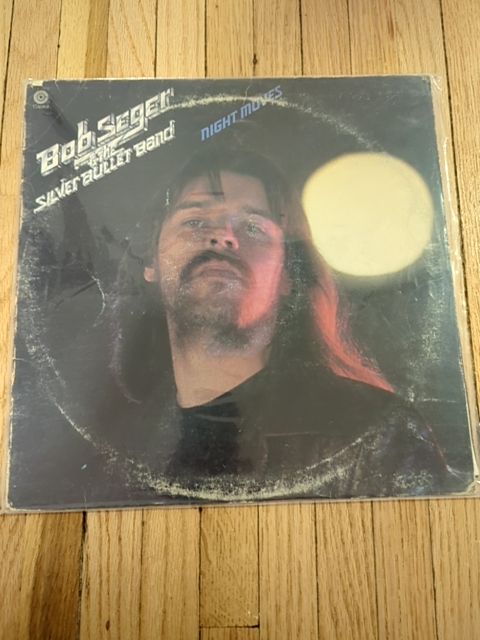 Bob Seger
& THE
SILVER BULLET BAND
NIGHT MOVES